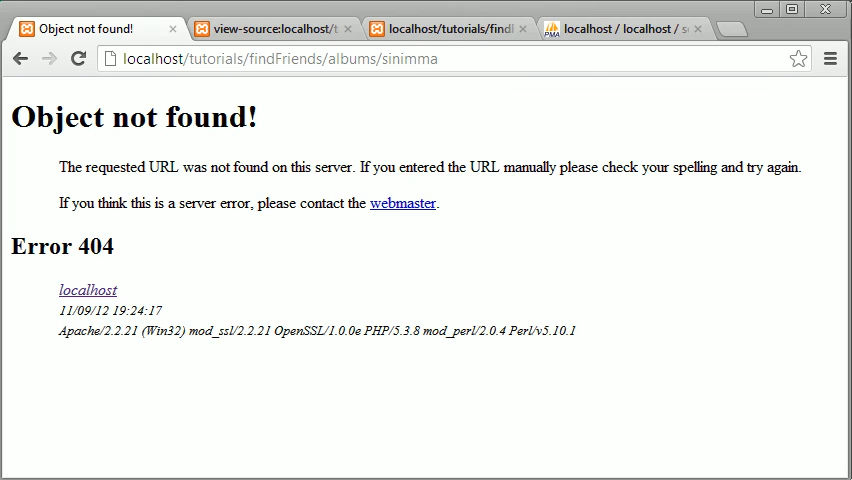 Object not found!
view-source:localhost/t
localhost/tutorials/findl
localhost / localhost / s
localhost/tutorials/findFriends/albums/sinimma
Object not found!
The requested URL was not found on this server. If you entered the URL manually please check your spelling and try again.
If you think this is a server error, please contact the webmaster.
Error 404
localhost
11/09/12 19:24:17
Apache/2.2.21 (Win32) mod_ssl/2.2.21 OpenSSL/1.0.0e PHP/5.3.8 mod_perl/2.0.4 Perl/v5.10.1